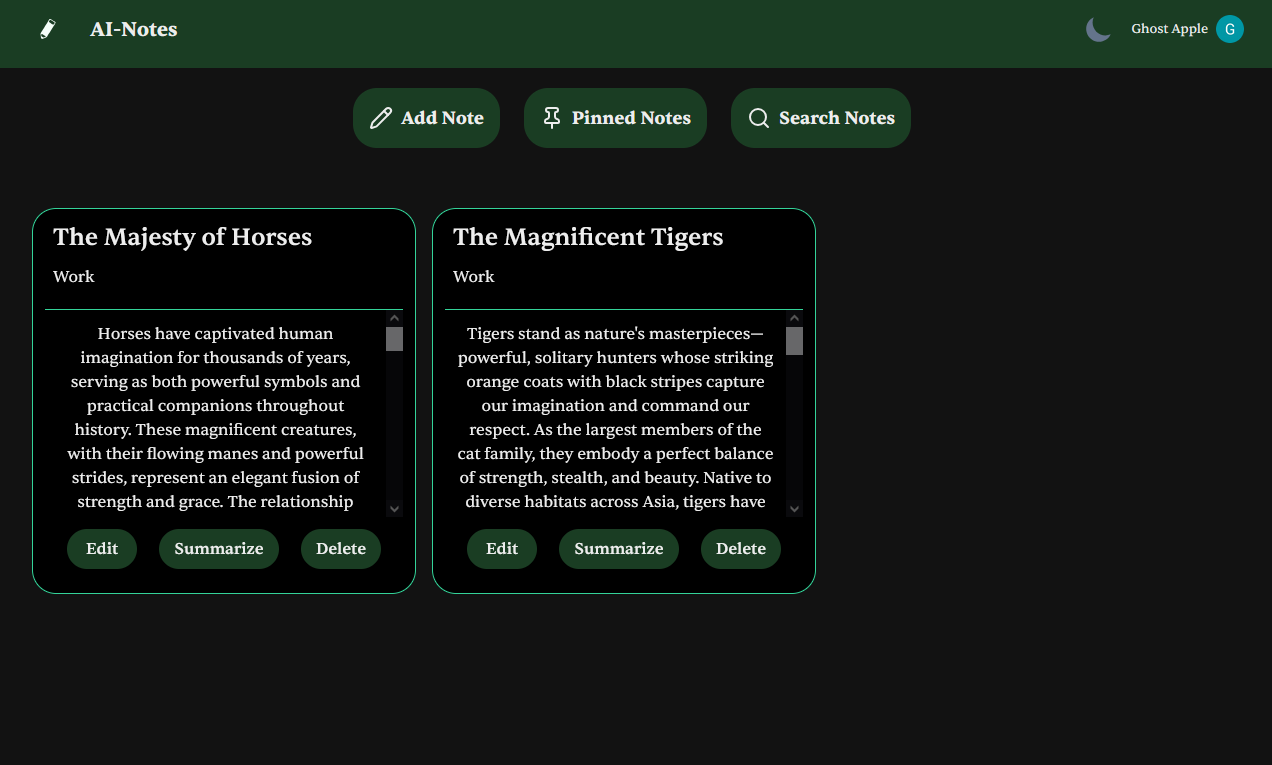 AI-Notes
Ghost Apple
G
Add Note
Pinned Notes
Search Notes
The Majesty of Horses
Work
Horses have captivated human
imagination for thousands of years,
serving as both powerful symbols and
practical companions throughout
history. These magnificent creatures,
with their flowing manes and powerful
strides, represent an elegant fusion of
strength and grace. The relationship
Edit
Summarize
Delete
The Magnificent Tigers
Work
Tigers stand as nature's masterpieces—
powerful, solitary hunters whose striking
orange coats with black stripes capture
our imagination and command our
respect. As the largest members of the
cat family, they embody a perfect balance
of strength, stealth, and beauty. Native to
diverse habitats across Asia, tigers have
Edit
Summarize
Delete